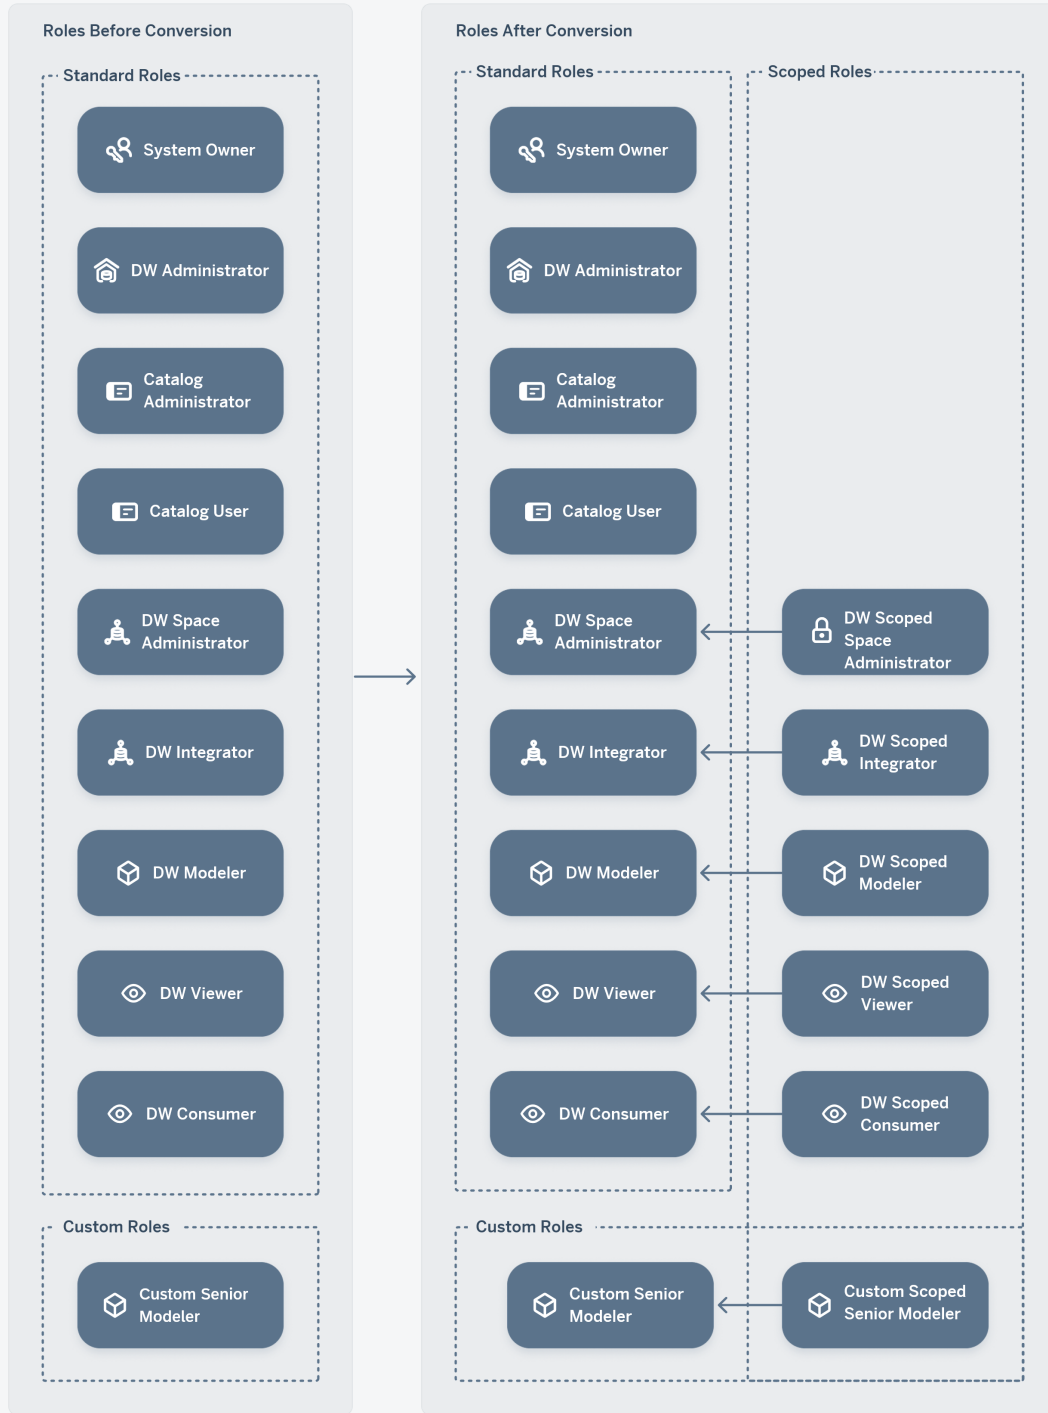 Roles Before Conversion
Standard Roles
System Owner
DW Administrator
Catalog
Administrator
Catalog User
DW Space
Administrator
DW Integrator
DW Modeler
DW Viewer
DW Consumer
Custom Roles
Custom Senior
Modeler
Roles After Conversion
Standard Roles
System Owner
DW Administrator
Catalog
Administrator
Catalog User
DW Space
Administrator
DW Integrator
DW Modeler
DW Viewer
DW Consumer
Scoped Roles
DW Scoped
Space
Administrator
DW Scoped
Integrator
DW Scoped
Modeler
DW Scoped
Viewer
DW Scoped
Consumer
Custom Roles
Custom Senior
Modeler
Custom Scoped
Senior Modeler